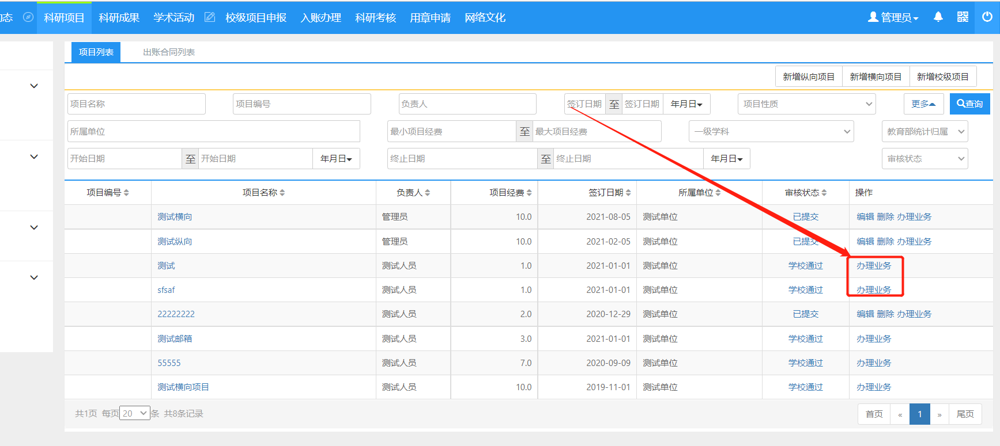 态 科研项目 科研成果 学术活动 校级项目申报 入账办理 科研考核 用章申请 网络文化 管理员
项目列表 出账合同列表
新增纵向项目 新增横向项目 新增校级项目
项目名称 项目编号 负责人 签订日期 至 签订日期 年月日 项目性质 更多 查询
所属单位 最小项目经费 至 最大项目经费 一级学科 教育部统计归属
开始日期 至 开始日期 年月日 终止日期 至 终止日期 年月日 审核状态
项目编号 项目名称 负责人 项目经费 签订日期 所属单位 审核状态 操作
测试横向 管理员 10.0 2021-08-05 测试单位 已提交 编辑 删除 办理业务
测试纵向 管理员 10.0 2021-02-05 测试单位 已提交 编辑 删除 办理业务
测试 测试人员 1.0 2021-01-01 测试单位 学校通过 办理业务
sfsaf 测试人员 1.0 2021-01-01 测试单位 学校通过 办理业务
22222222 测试人员 2.0 2020-12-29 测试单位 已提交 编辑 删除 办理业务
测试邮箱 测试人员 3.0 2021-01-01 测试单位 学校通过 办理业务
55555 测试人员 7.0 2020-09-09 测试单位 学校通过 办理业务
测试横向项目 测试人员 10.0 2019-11-01 测试单位 学校通过 办理业务
共1页 每页 20 条 共8条记录 首页 « 1 » 尾页